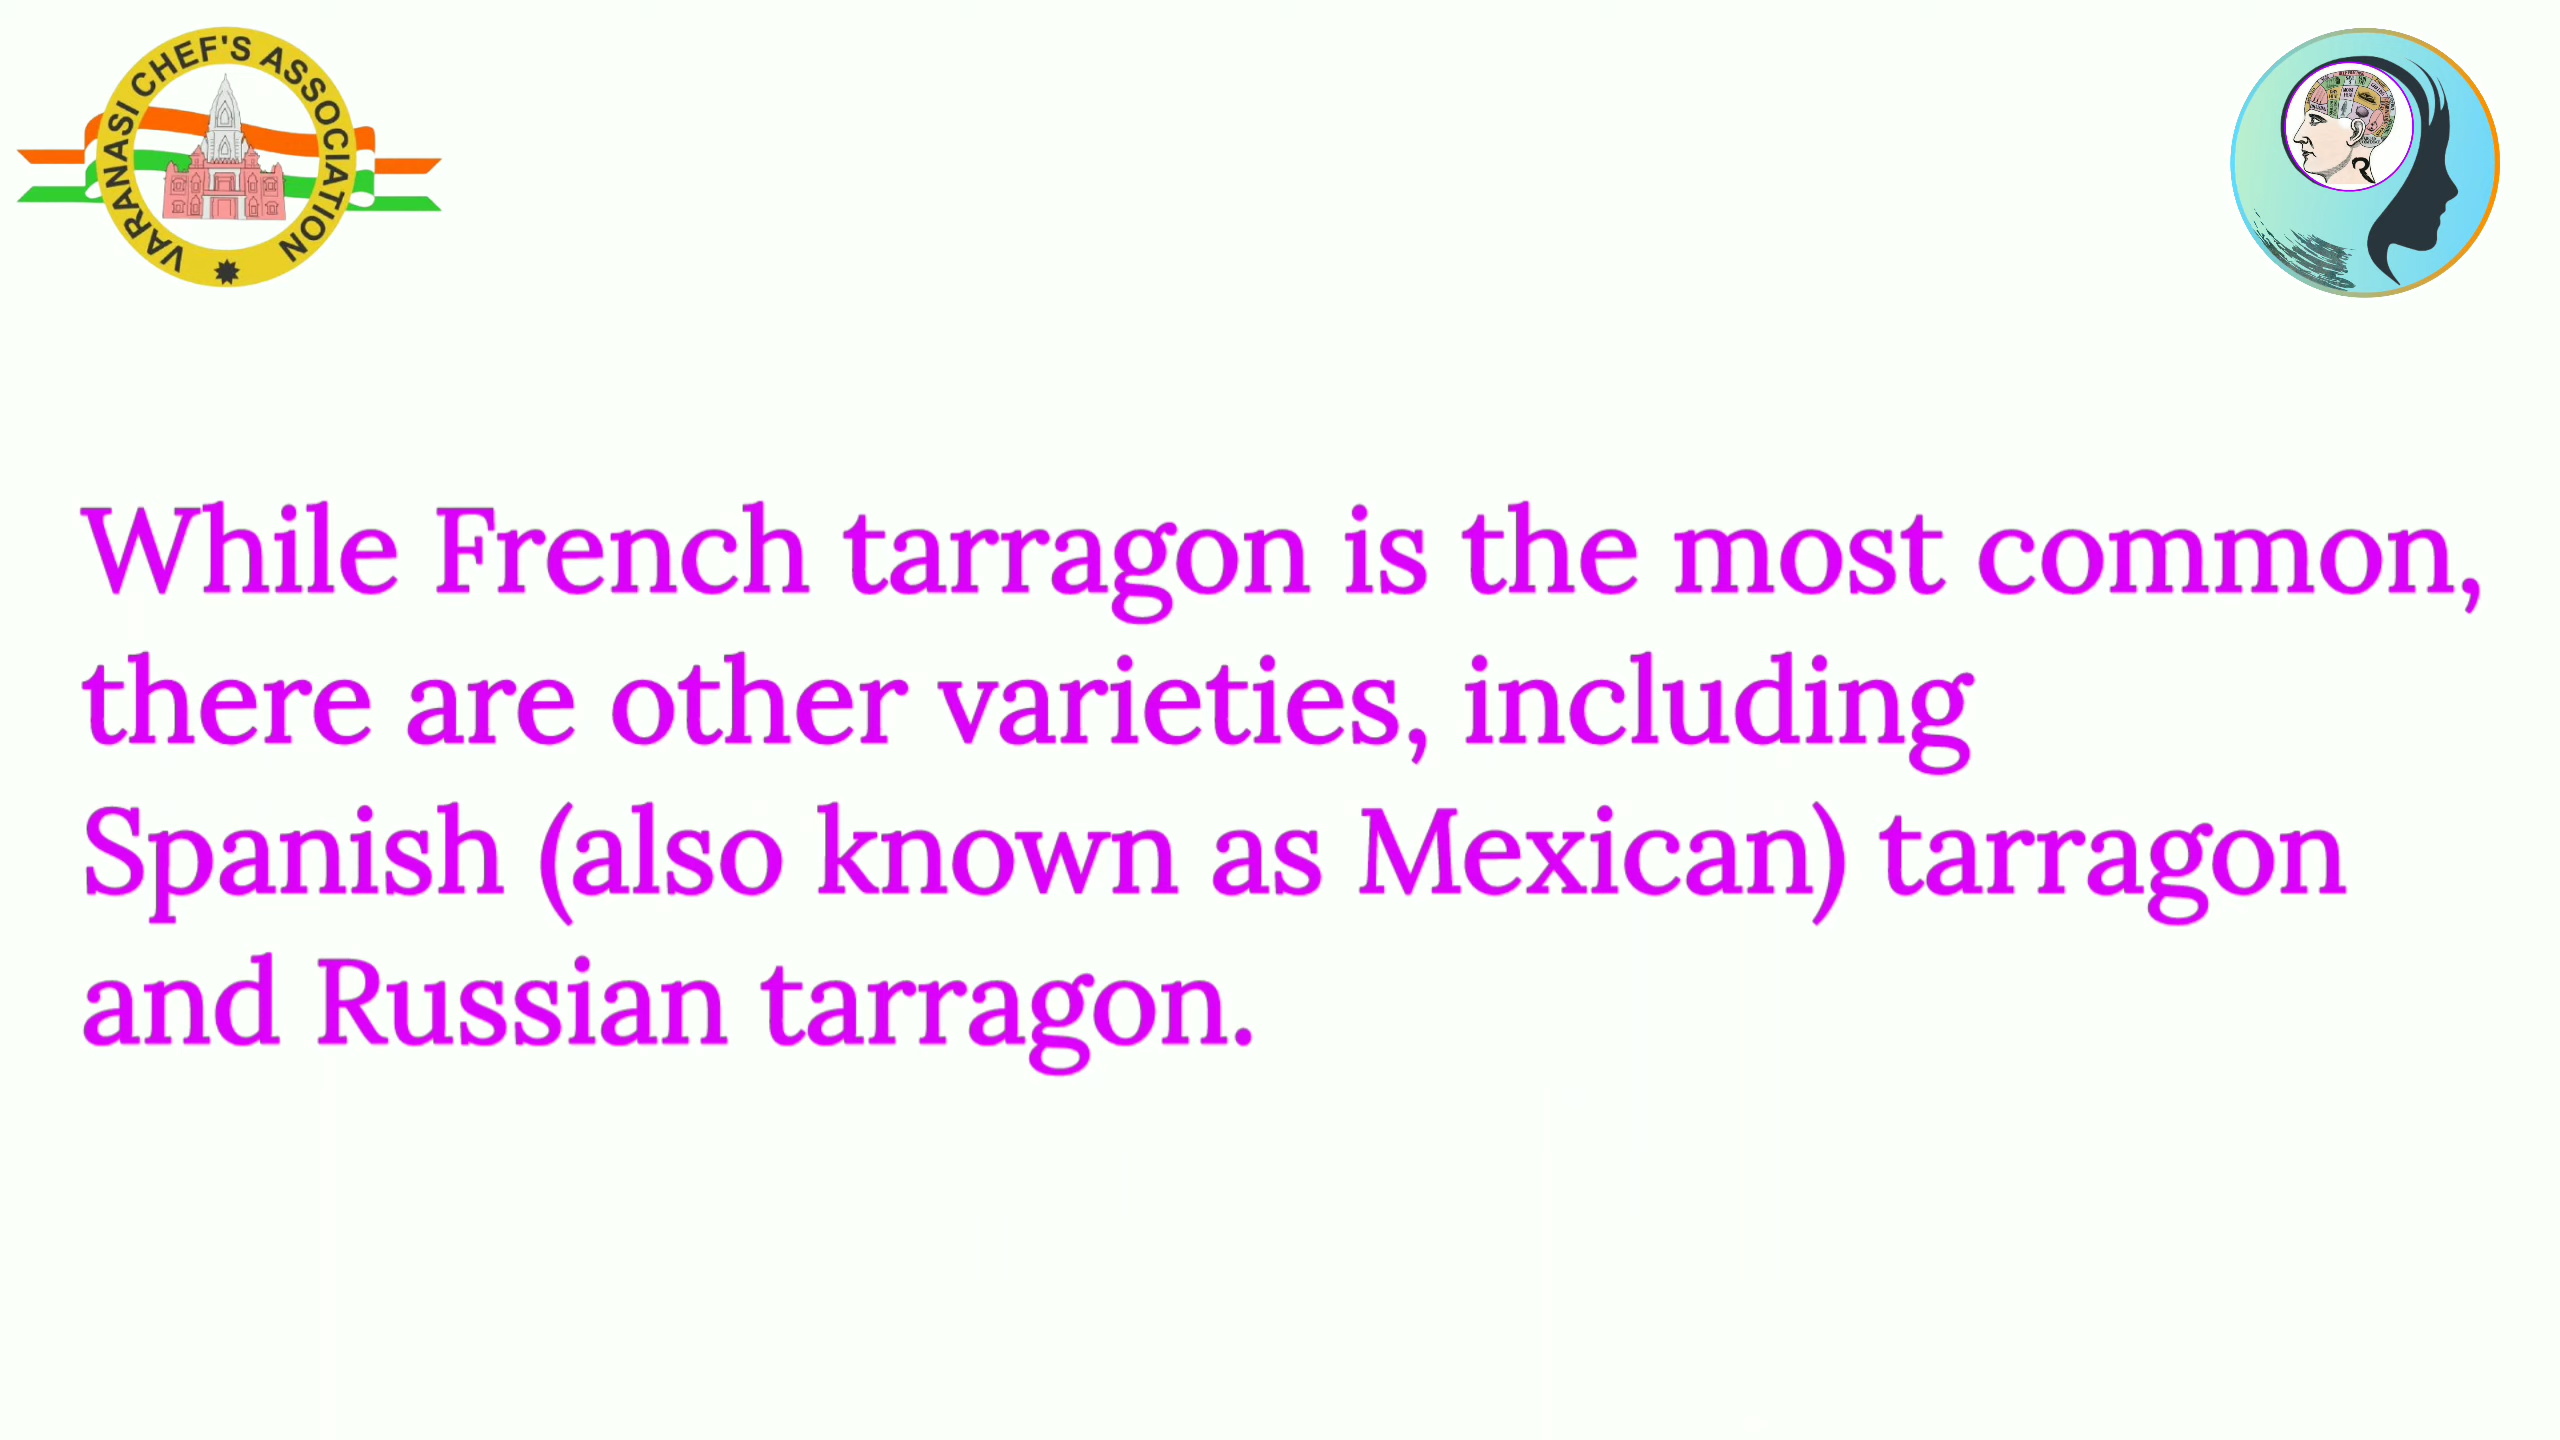 VARANASI CHEF'S ASSOCIATION
While French tarragon is the most common,
there are other varieties, including
Spanish (also known as Mexican) tarragon
and Russian tarragon.